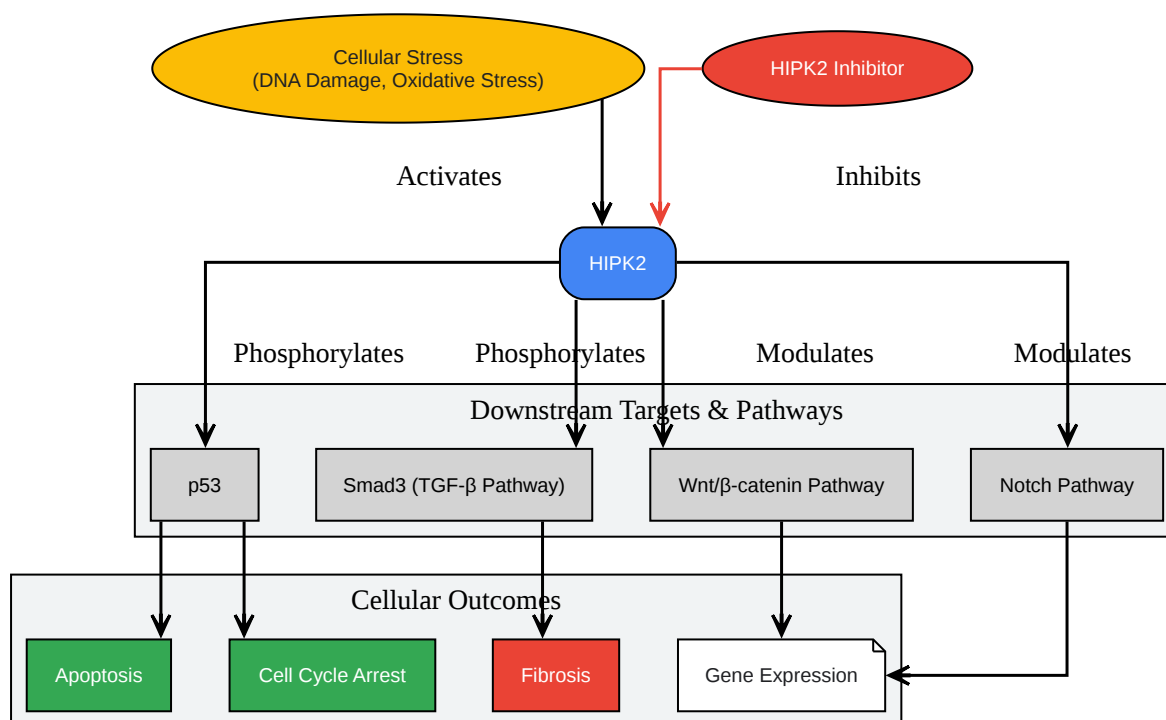 Cellular Stress
(DNA Damage, Oxidative Stress)
HIPK2 Inhibitor
Activates
Inhibits
HIPK2
Phosphorylates
Phosphorylates
Modulates
Modulates
Downstream Targets & Pathways
p53
Smad3 (TGF-β Pathway)
Wnt/β-catenin Pathway
Notch Pathway
Cellular Outcomes
Apoptosis
Cell Cycle Arrest
Fibrosis
Gene Expression